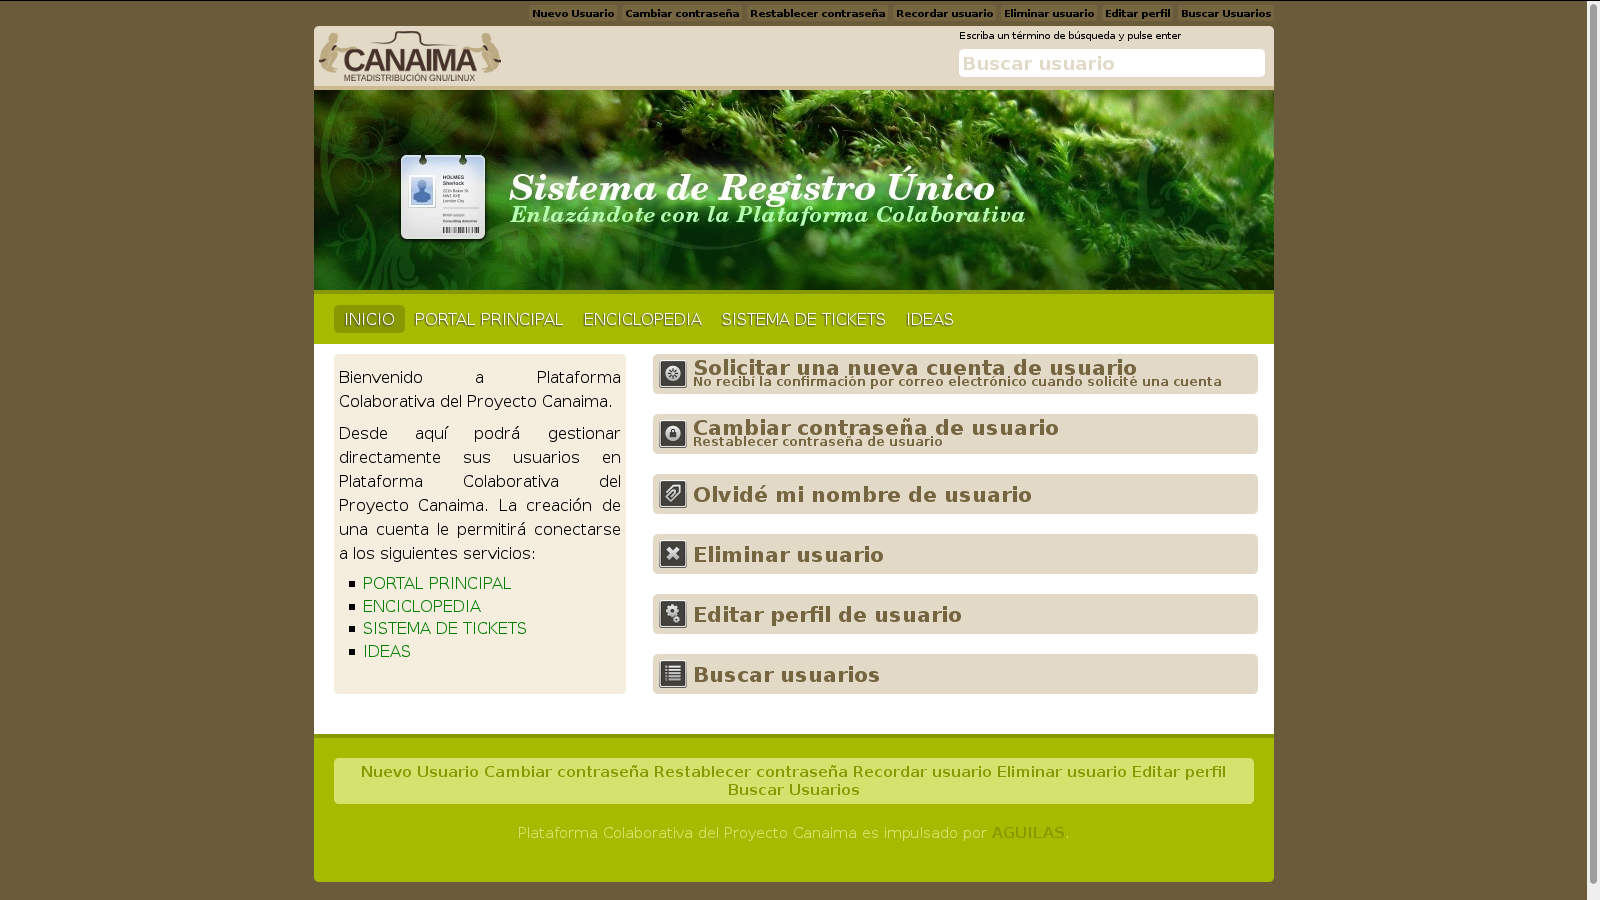 Nuevo Usuario Cambiar contraseña Restablecer contraseña Recordar usuario Eliminar usuario Editar perfil Buscar Usuarios
CANAIMA
METADISTRIBUCIÓN GNU/LINUX
Escriba un término de búsqueda y pulse enter
Buscar usuario
HOLMES
Sherlock
221b Baker St
NW1 6XE
London City
Sistema de Registro Único
Enlazándote con la Plataforma Colaborativa
INICIO PORTAL PRINCIPAL ENCICLOPEDIA SISTEMA DE TICKETS IDEAS
Bienvenido a Plataforma
Colaborativa del Proyecto Canaima.
Desde aquí podrá gestionar
directamente sus usuarios en
Plataforma Colaborativa del
Proyecto Canaima. La creación de
una cuenta le permitirá conectarse
a los siguientes servicios:
PORTAL PRINCIPAL
ENCICLOPEDIA
SISTEMA DE TICKETS
IDEAS
Solicitar una nueva cuenta de usuario
No recibí la confirmación por correo electrónico cuando solicité una cuenta
Cambiar contraseña de usuario
Restablecer contraseña de usuario
Olvidé mi nombre de usuario
Eliminar usuario
Editar perfil de usuario
Buscar usuarios
Nuevo Usuario Cambiar contraseña Restablecer contraseña Recordar usuario Eliminar usuario Editar perfil
Buscar Usuarios
Plataforma Colaborativa del Proyecto Canaima es impulsado por AGUILAS.